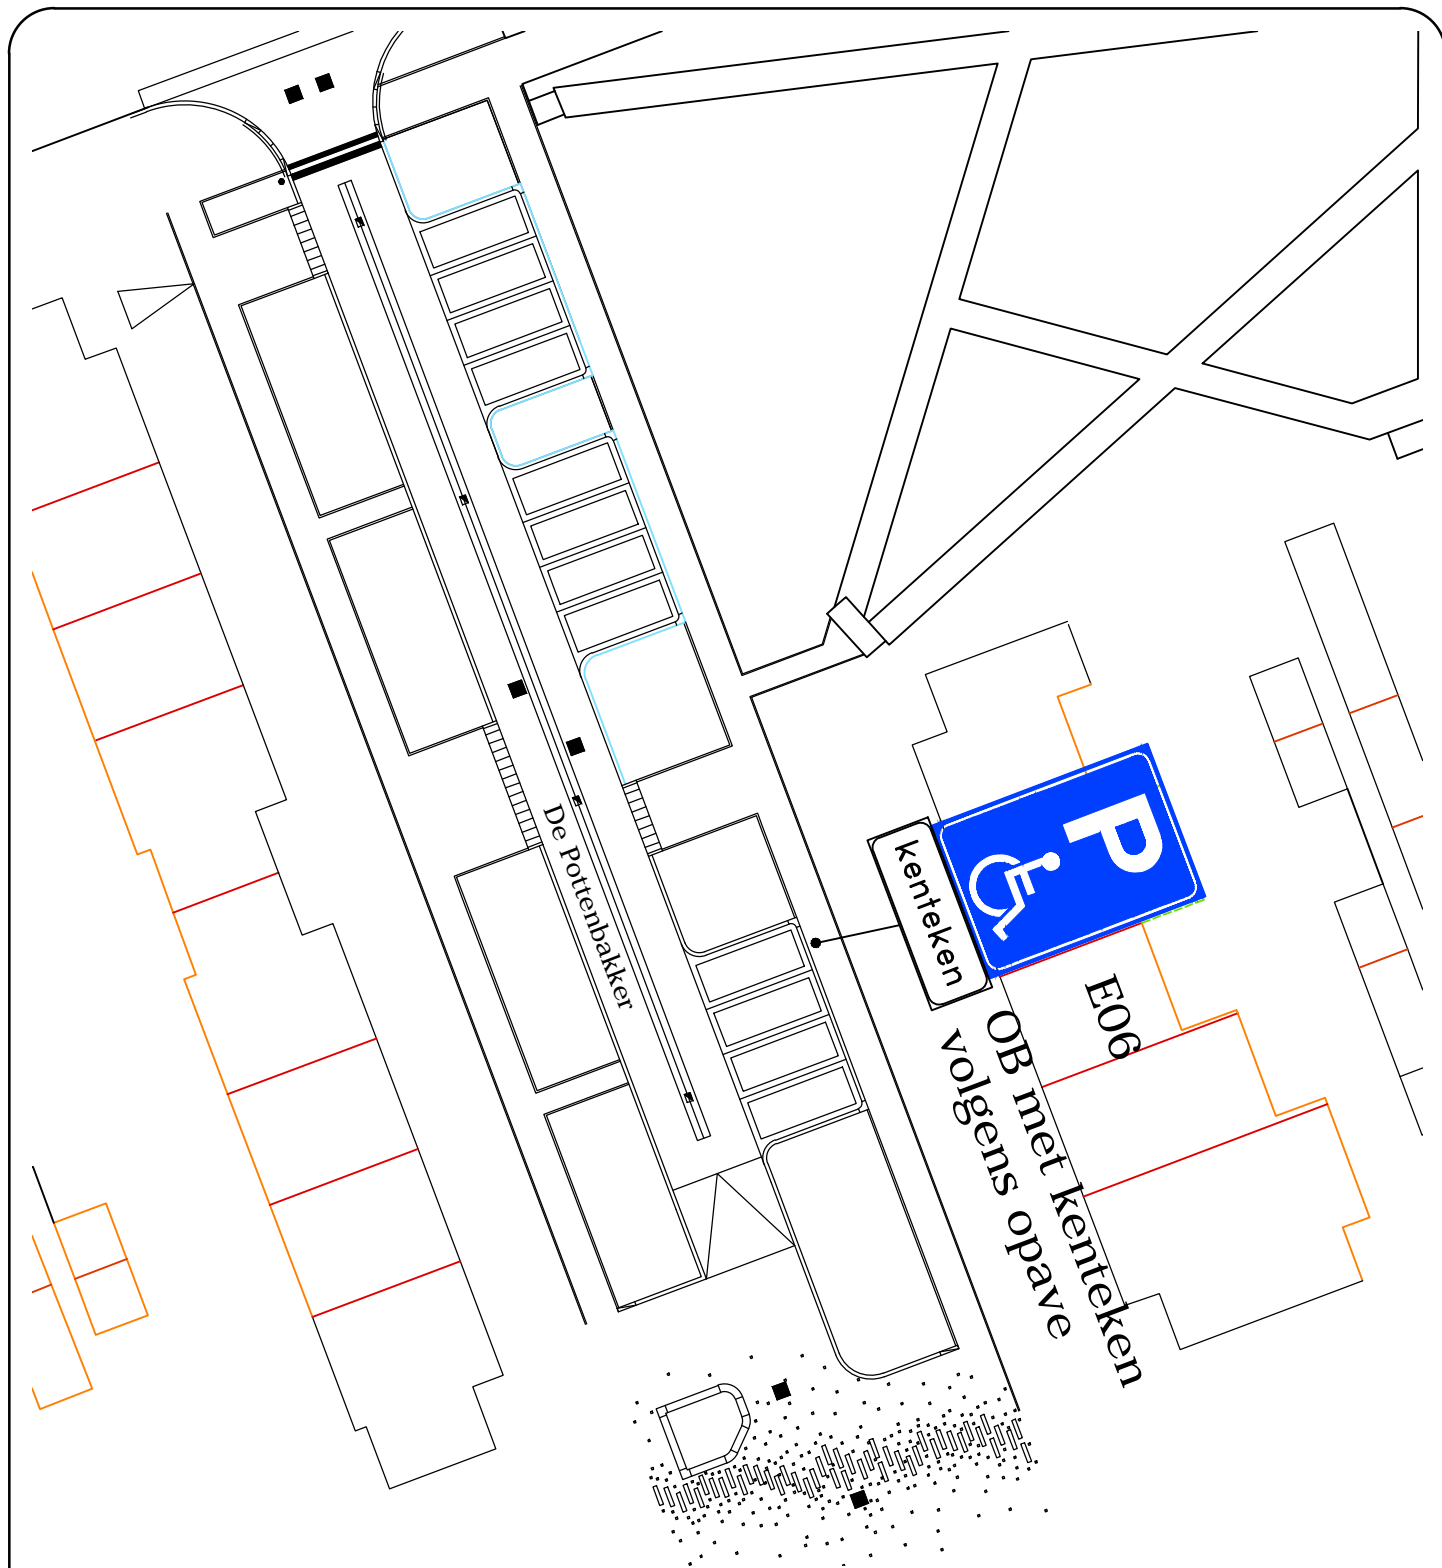 De Pottenbakker
P
kenteken
E06
OB met kenteken
volgens opave